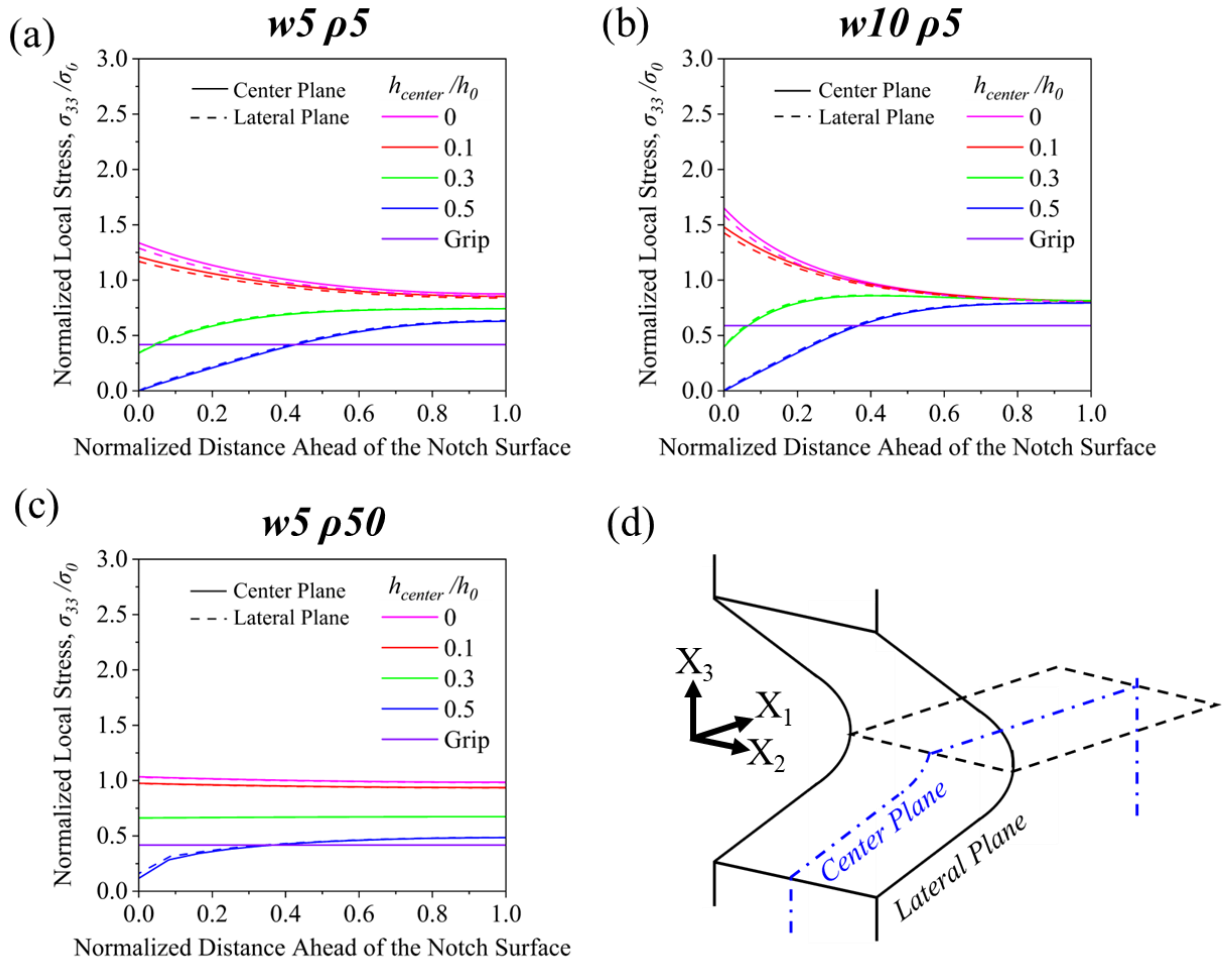 (a)
w5 ρ5
Normalized Local Stress, σ33/σ0
3.0
2.5
2.0
1.5
1.0
0.5
0.0
Center Plane
Lateral Plane
hcenter/h0
0
0.1
0.3
0.5
Grip
0.0 0.2 0.4 0.6 0.8 1.0
Normalized Distance Ahead of the Notch Surface
(b)
w10 ρ5
Normalized Local Stress, σ33/σ0
3.0
2.5
2.0
1.5
1.0
0.5
0.0
Center Plane
Lateral Plane
hcenter/h0
0
0.1
0.3
0.5
Grip
0.0 0.2 0.4 0.6 0.8 1.0
Normalized Distance Ahead of the Notch Surface
(c)
w5 ρ50
Normalized Local Stress, σ33/σ0
3.0
2.5
2.0
1.5
1.0
0.5
0.0
Center Plane
Lateral Plane
hcenter/h0
0
0.1
0.3
0.5
Grip
0.0 0.2 0.4 0.6 0.8 1.0
Normalized Distance Ahead of the Notch Surface
(d)
X3
X1
X2
Center Plane
Lateral Plane